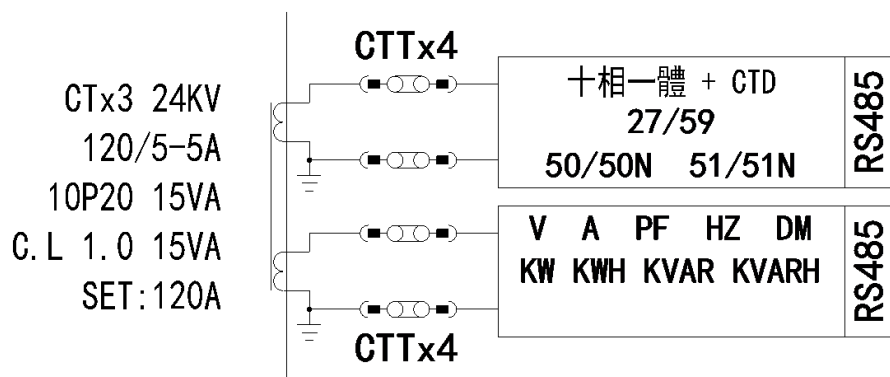 CTTx4
CTx3 24KV
120/5-5A
10P20 15VA
C.L 1.0 15VA
SET:120A
十相一體 + CTD
27/59
50/50N 51/51N
RS485
V A PF HZ DM
KW KWH KVAR KVARH
RS485
CTTx4